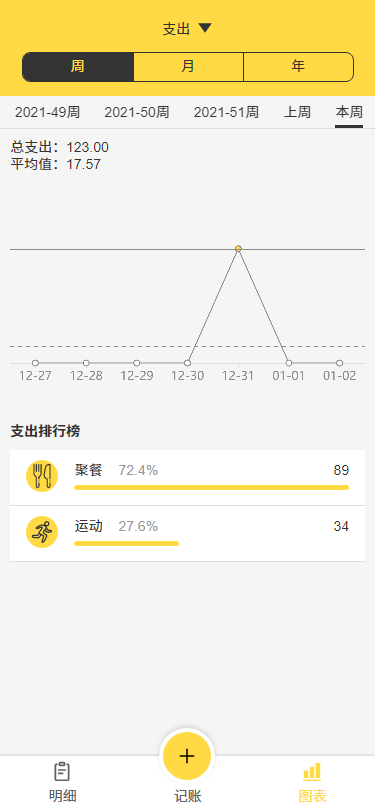 支出
周 月 年
2021-49周 2021-50周 2021-51周 上周 本周
总支出：123.00
平均值：17.57
12-27 12-28 12-29 12-30 12-31 01-01 01-02
支出排行榜
聚餐 72.4% 89
运动 27.6% 34
明细 记账 图表